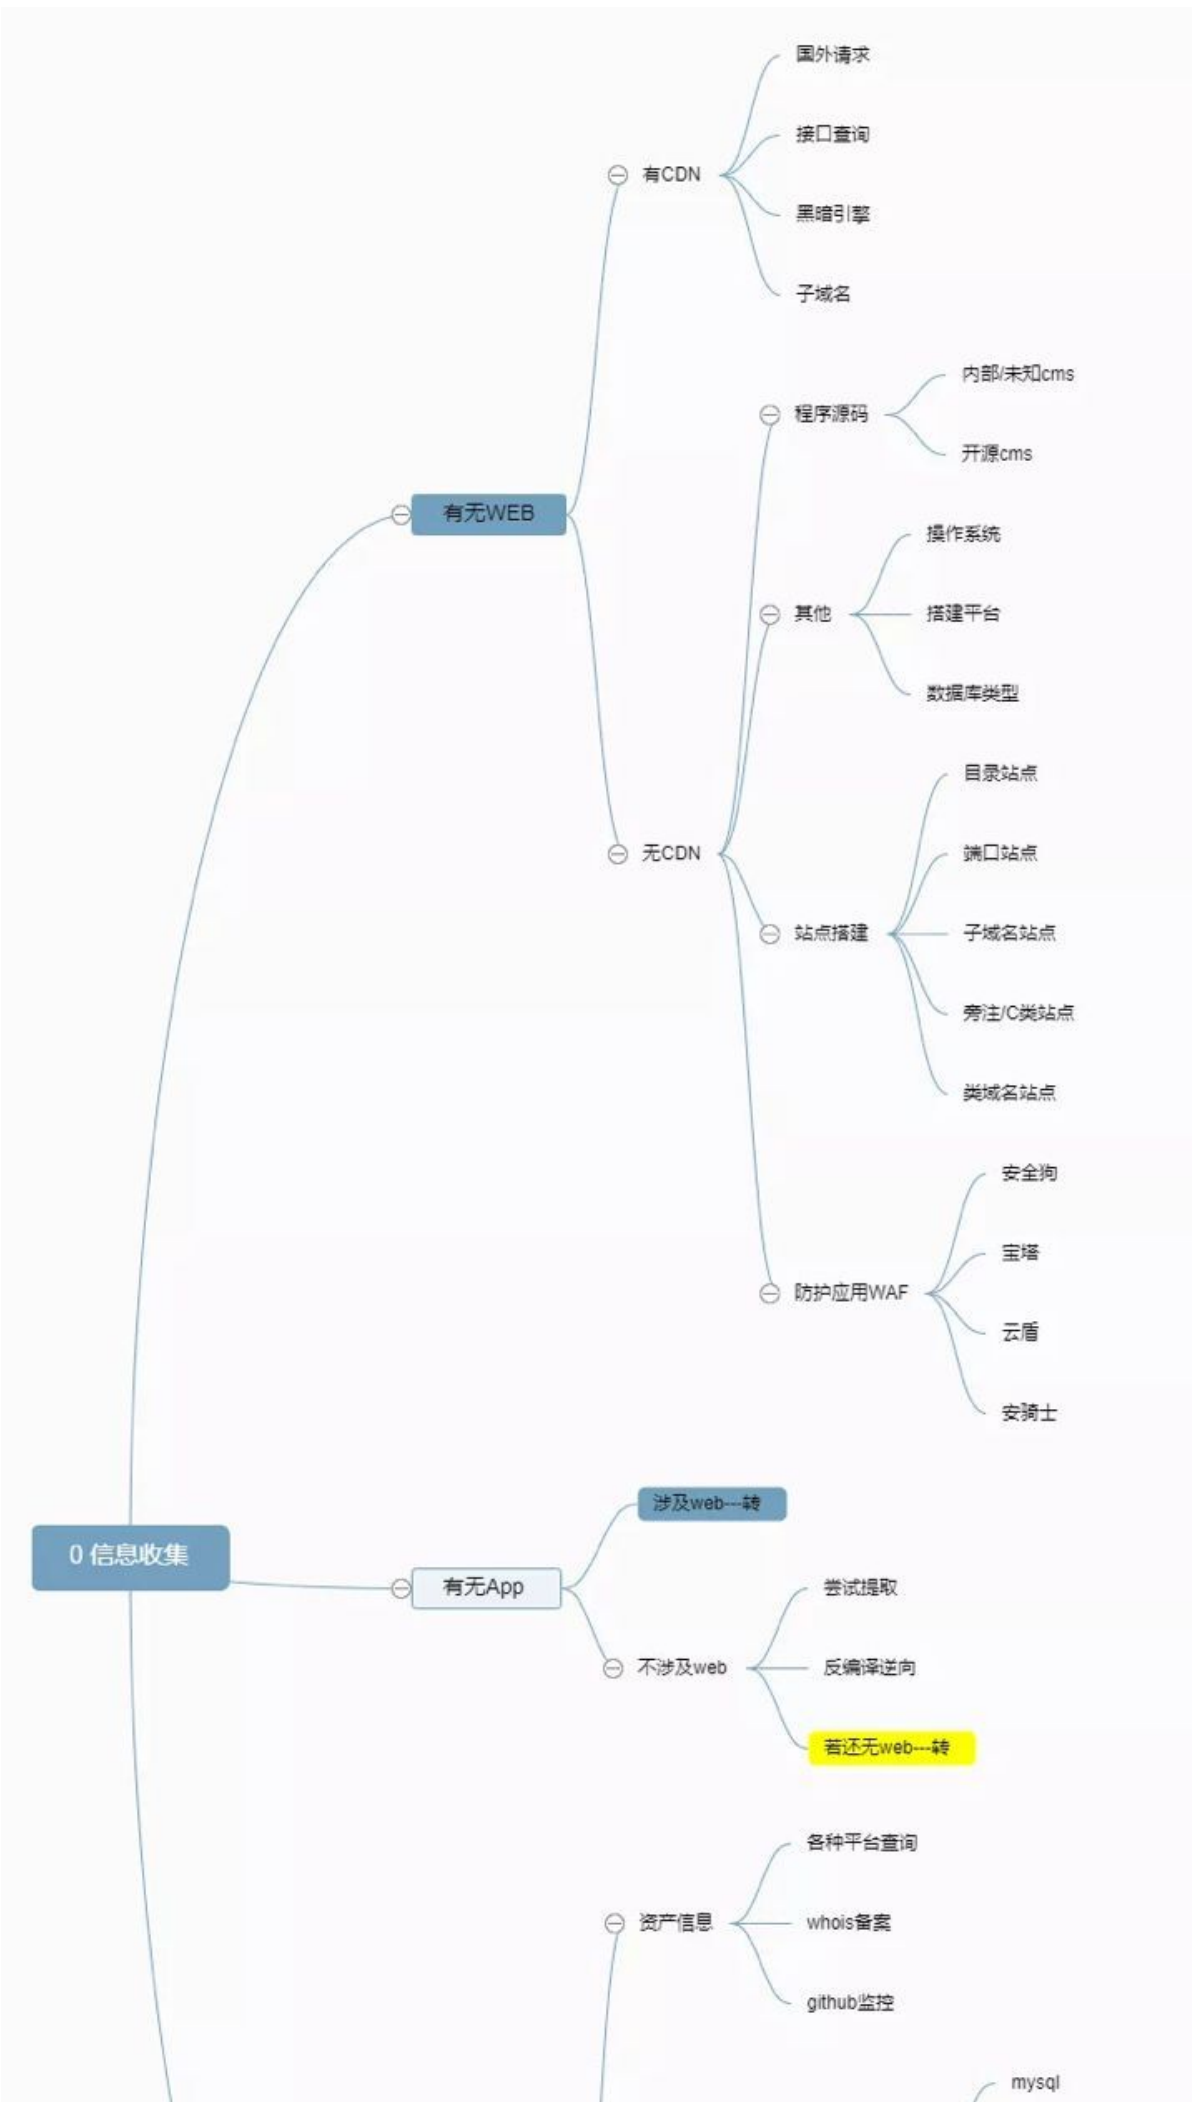 国外请求
接口查询
有CDN
黑暗引擎
子域名
内部/未知cms
程序源码
开源cms
有无WEB
操作系统
其他
搭建平台
数据库类型
目录站点
端口站点
无CDN
站点搭建
子域名站点
旁注/C类站点
类域名站点
安全狗
宝塔
防护应用WAF
云盾
安骑士
涉及web---转
0 信息收集
有无App
尝试提取
不涉及web
反编译逆向
若还无web---转
各种平台查询
资产信息
whois备案
github监控
mysql